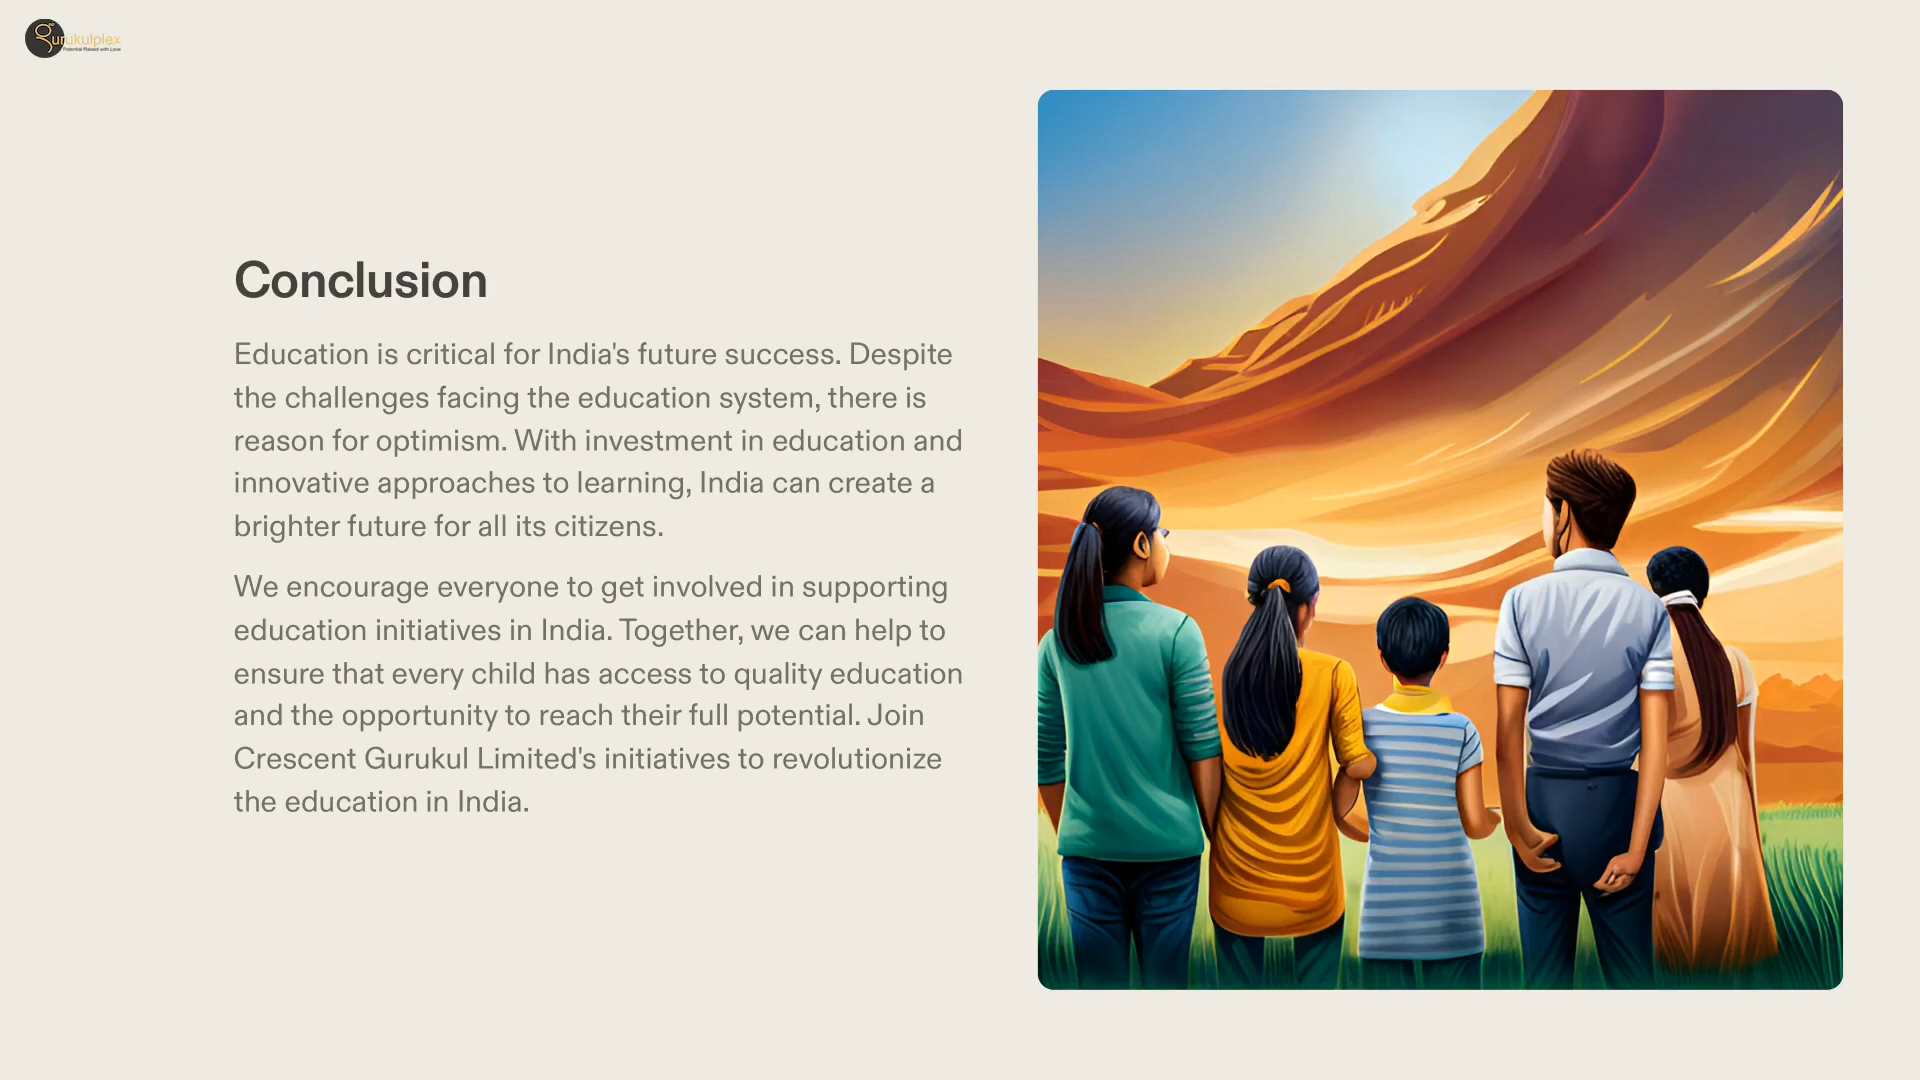 gurukulplex
Potential Raised with Love
Conclusion
Education is critical for India's future success. Despite
the challenges facing the education system, there is
reason for optimism. With investment in education and
innovative approaches to learning, India can create a
brighter future for all its citizens.
We encourage everyone to get involved in supporting
education initiatives in India. Together, we can help to
ensure that every child has access to quality education
and the opportunity to reach their full potential. Join
Crescent Gurukul Limited's initiatives to revolutionize
the education in India.